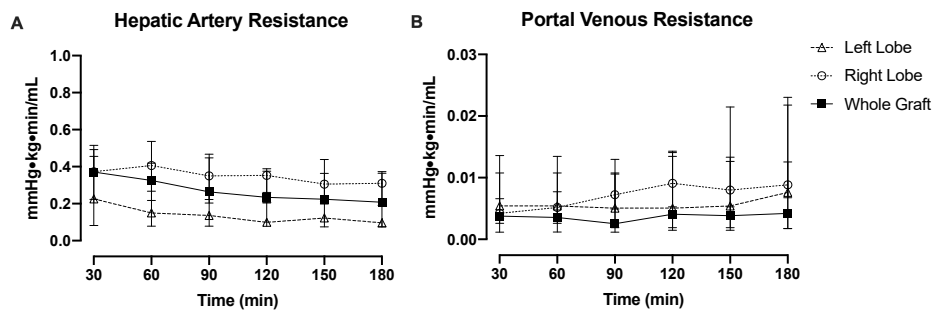 A
Hepatic Artery Resistance
mmHg•kg•min/mL
1.0
0.8
0.6
0.4
0.2
0.0
30 60 90 120 150 180
Time (min)
B
Portal Venous Resistance
mmHg•kg•min/mL
0.03
0.02
0.01
0.00
30 60 90 120 150 180
Time (min)
Left Lobe
Right Lobe
Whole Graft